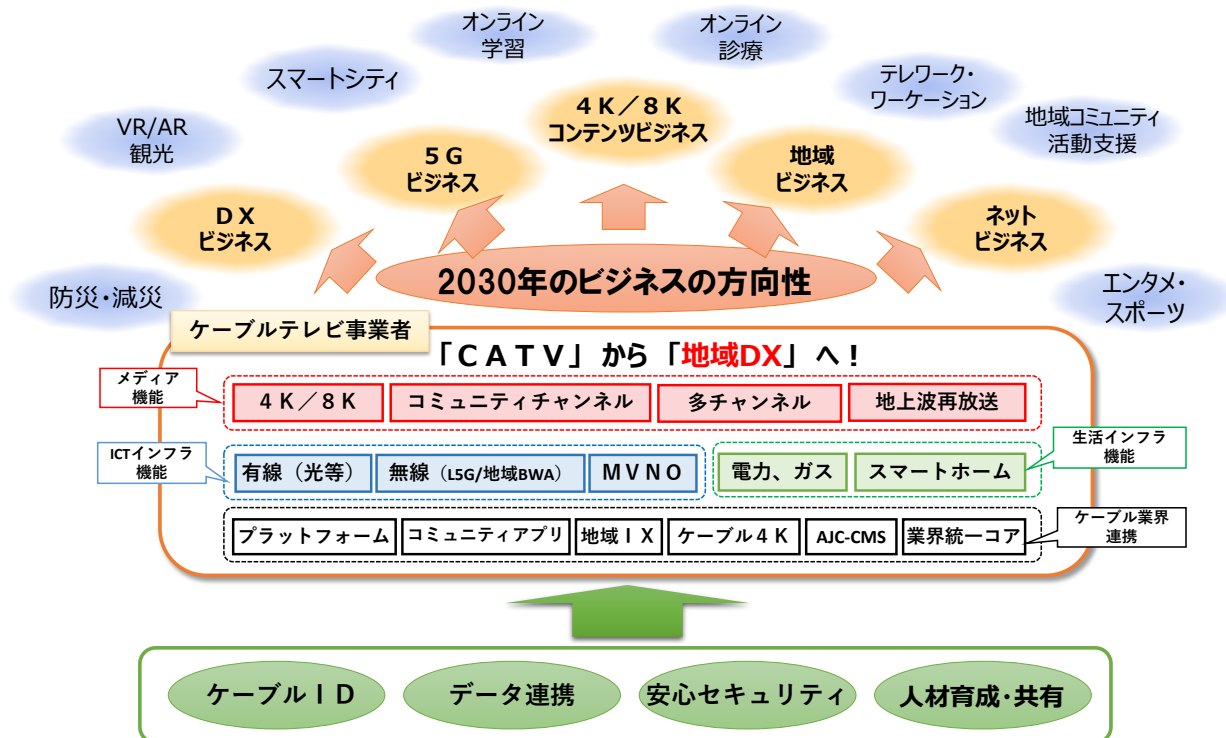 オンライン
学習
オンライン
診療
スマートシティ
テレワーク・
ワーケーション
VR/AR
観光
地域コミュニティ
活動支援
４Ｋ／８Ｋ
コンテンツビジネス
５Ｇ
ビジネス
地域
ビジネス
ＤＸ
ビジネス
ネット
ビジネス
防災・減災
エンタメ・
スポーツ
2030年のビジネスの方向性
ケーブルテレビ事業者
「ＣＡＴＶ」から「地域DX」へ！
メディア
機能
４Ｋ／８Ｋ
コミュニティチャンネル
多チャンネル
地上波再放送
ICTインフラ
機能
有線（光等）
無線（L5G/地域BWA）
ＭＶＮＯ
電力、ガス
スマートホーム
生活インフラ
機能
プラットフォーム
コミュニティアプリ
地域ＩＸ
ケーブル４Ｋ
AJC-CMS
業界統一コア
ケーブル業界
連携
ケーブルＩＤ
データ連携
安心セキュリティ
人材育成・共有